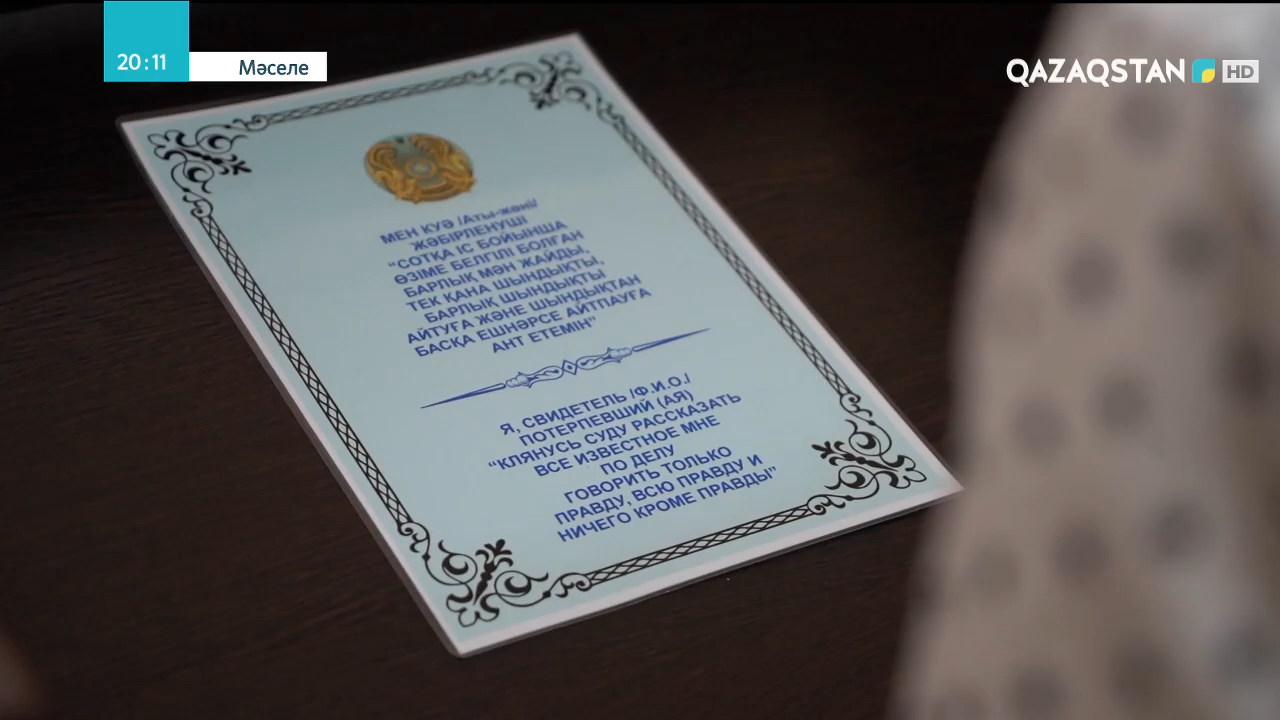 20:11
Мәселе
QAZAQSTAN HD
МЕН КУӘ /Аты-жөні/
ЖӘБІРЛЕНУШІ
“СОТҚА ІС БОЙЫНША
ӨЗІМЕ БЕЛГІЛІ БОЛҒАН
БАРЛЫҚ МӘН ЖАЙДЫ,
ТЕК ҚАНА ШЫНДЫҚТЫ,
БАРЛЫҚ ШЫНДЫҚТЫ
АЙТУҒА ЖӘНЕ ШЫНДЫҚТАН
БАСҚА ЕШНӘРСЕ АЙТПАУҒА
АНТ ЕТЕМІН”
Я, СВИДЕТЕЛЬ /Ф.И.О./
ПОТЕРПЕВШИЙ (АЯ)
“КЛЯНУСЬ СУДУ РАССКАЗАТЬ
ВСЕ ИЗВЕСТНОЕ МНЕ
ПО ДЕЛУ
ГОВОРИТЬ ТОЛЬКО
ПРАВДУ, ВСЮ ПРАВДУ И
НИЧЕГО КРОМЕ ПРАВДЫ”